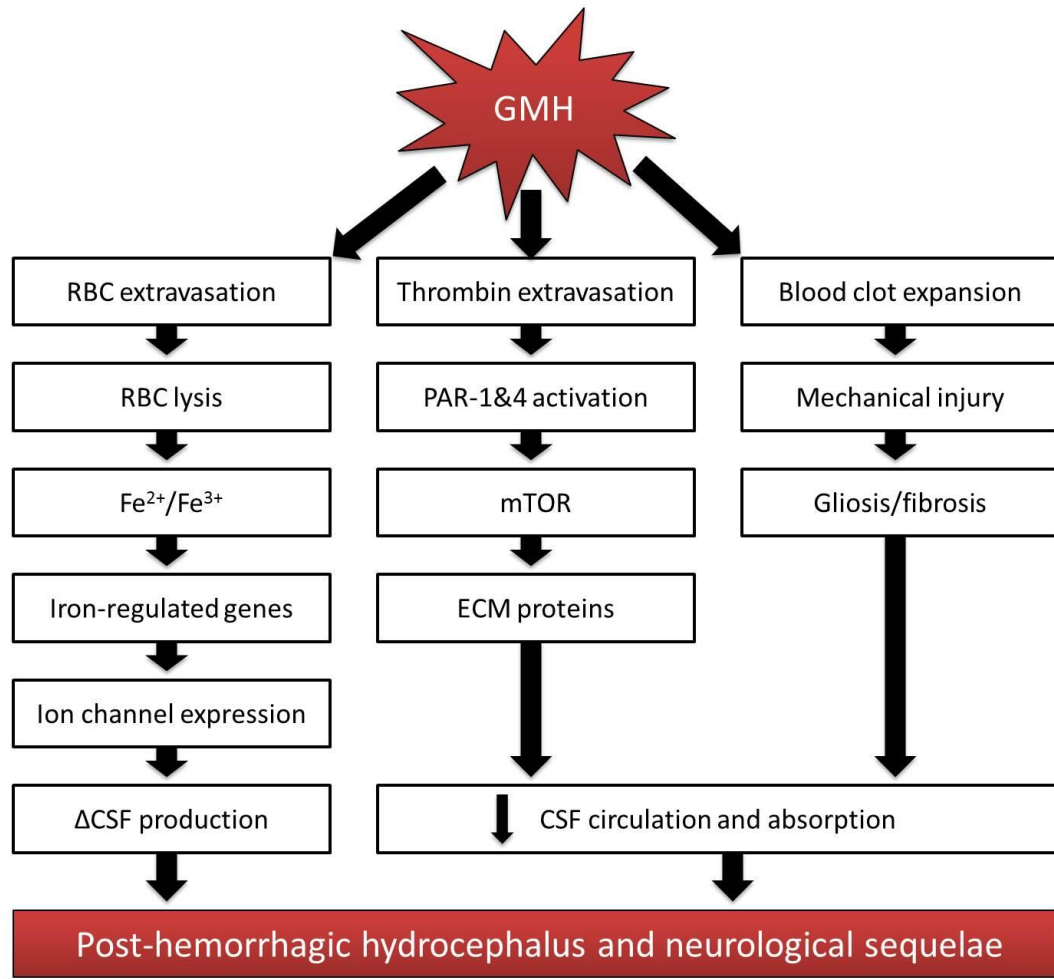 GMH
RBC extravasation
Thrombin extravasation
Blood clot expansion
RBC lysis
PAR-1&4 activation
Mechanical injury
Fe²⁺/Fe³⁺
mTOR
Gliosis/fibrosis
Iron-regulated genes
ECM proteins
Ion channel expression
ΔCSF production
CSF circulation and absorption
Post-hemorrhagic hydrocephalus and neurological sequelae